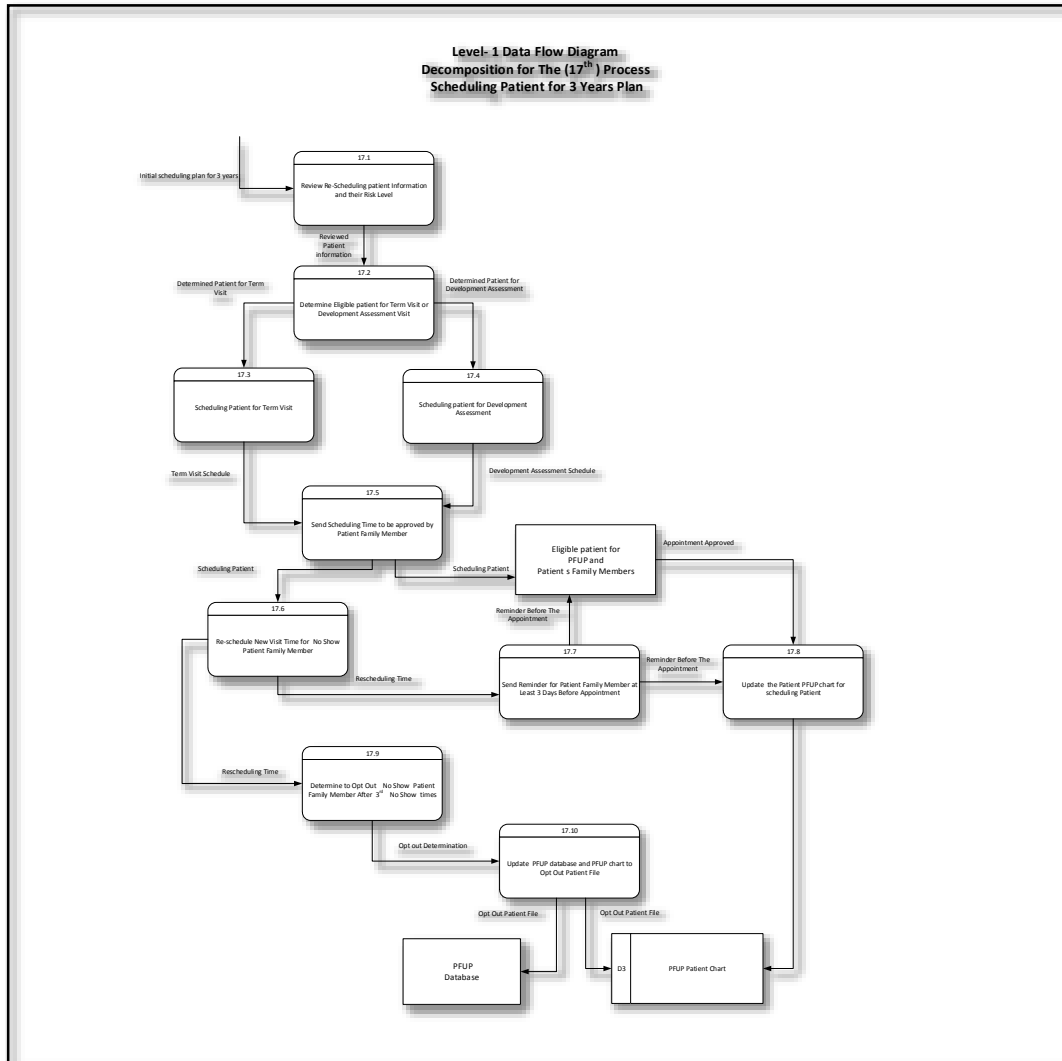 Level- 1 Data Flow Diagram
Decomposition for The (17th ) Process
Scheduling Patient for 3 Years Plan
17.1
Initial scheduling plan for 3 years
Review Re-Scheduling patient Information
and their Risk Level
Reviewed
Patient
information
17.2
Determined Patient for Term
Visit
Determined Patient for
Development Assessment
Determine Eligible patient for Term Visit or
Development Assessment Visit
17.3
Scheduling Patient for Term Visit
17.4
Scheduling patient for Development
Assessment
Term Visit Schedule
Development Assessment Schedule
17.5
Send Scheduling Time to be approved by
Patient Family Member
Eligible patient for
PFUP and
Patient s Family Members
Appointment Approved
Scheduling Patient
Scheduling Patient
17.6
Re-schedule New Visit Time for No Show
Patient Family Member
Reminder Before The
Appointment
17.7
Send Reminder for Patient Family Member at
Least 3 Days Before Appointment
Reminder Before The
Appointment
17.8
Update the Patient PFUP chart for
scheduling Patient
Rescheduling Time
17.9
Rescheduling Time
Determine to Opt Out No Show Patient
Family Member After 3rd No Show times
17.10
Opt out Determination
Update PFUP database and PFUP chart to
Opt Out Patient File
Opt Out Patient File
Opt Out Patient File
PFUP
Database
D3
PFUP Patient Chart